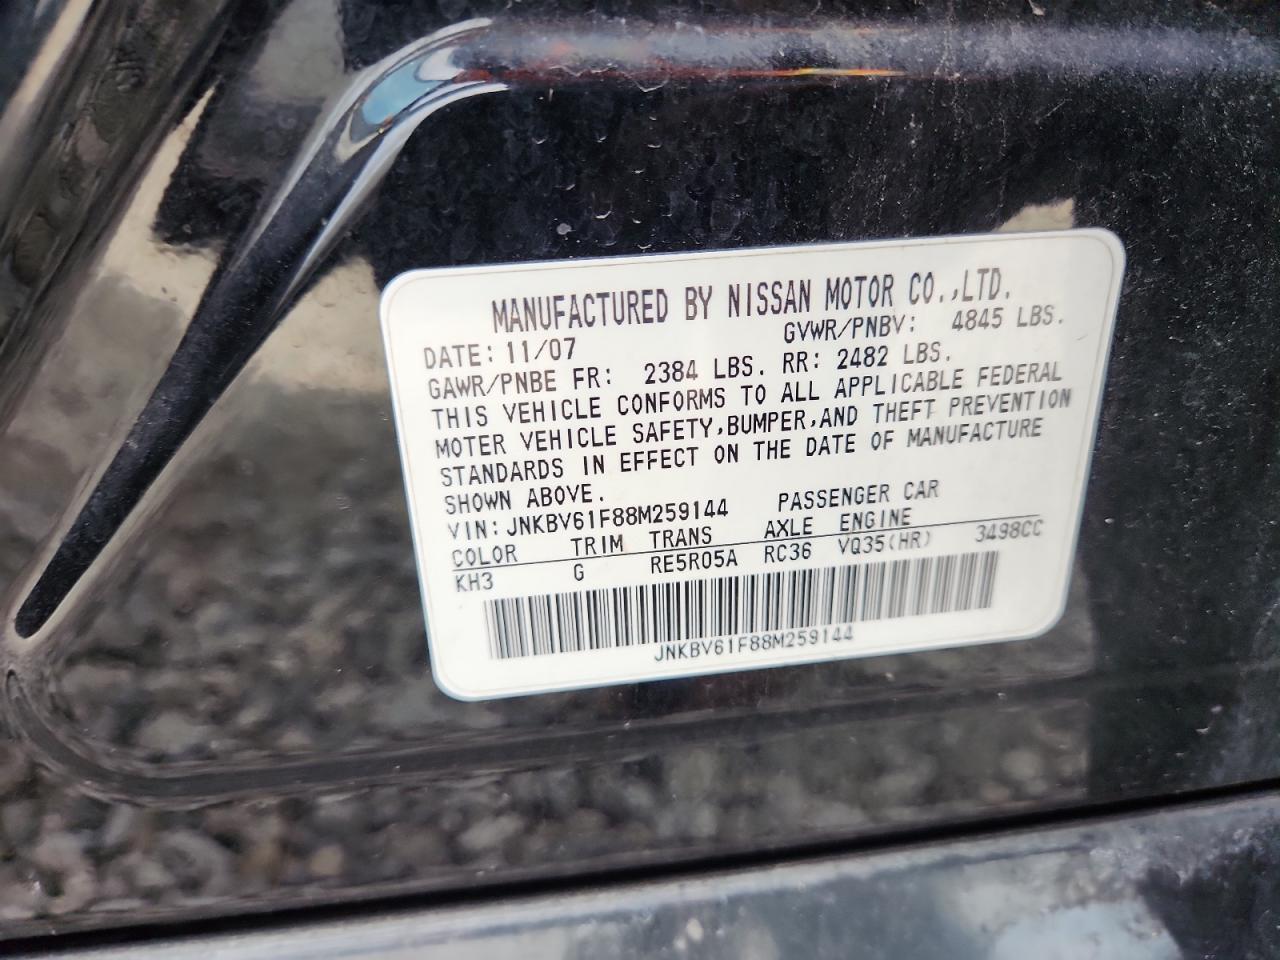 MANUFACTURED BY NISSAN MOTOR CO.,LTD.
DATE: 11/07 GVWR/PNBV: 4845 LBS.
GAWR/PNBE FR: 2384 LBS. RR: 2482 LBS.
THIS VEHICLE CONFORMS TO ALL APPLICABLE FEDERAL
MOTER VEHICLE SAFETY,BUMPER,AND THEFT PREVENTION
STANDARDS IN EFFECT ON THE DATE OF MANUFACTURE
SHOWN ABOVE.
VIN: JNKBV61F88M259144 PASSENGER CAR
COLOR TRIM TRANS AXLE ENGINE
KH3 G RE5R05A RC36 VQ35(HR) 3498CC
JNKBV61F88M259144